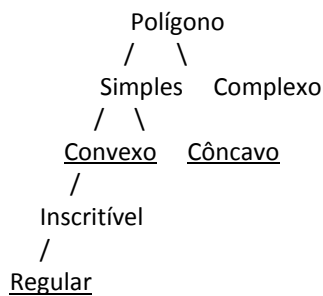 Polígono
/ \
Simples Complexo
/ \
Convexo Côncavo
/
Inscritível
/
Regular